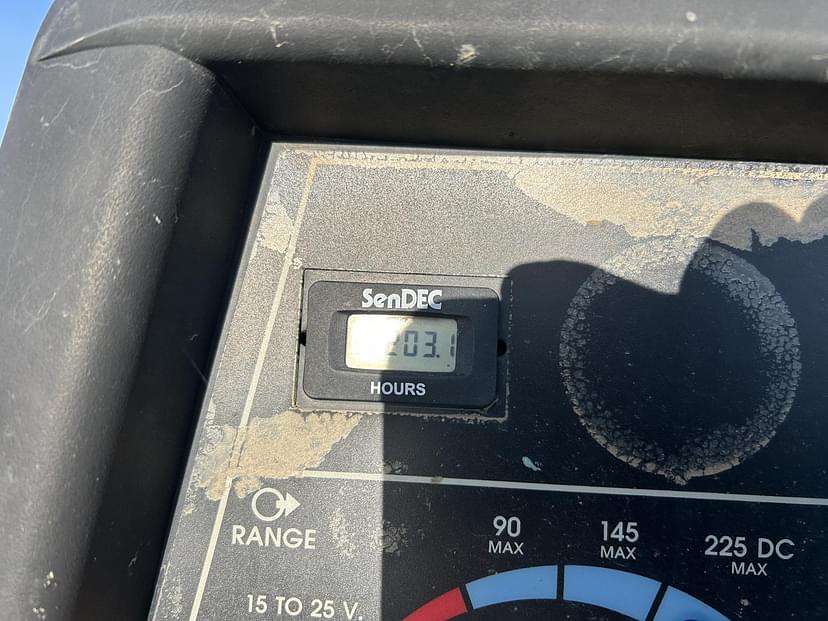 SenDEC
203.1
HOURS
RANGE
90 145 225 DC
MAX MAX MAX
15 TO 25 V.